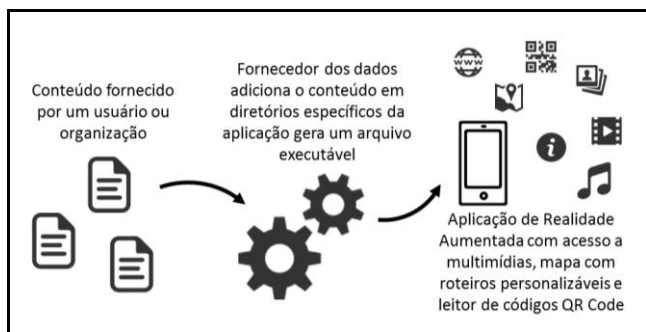 Conteúdo fornecido
por um usuário ou
organização
Fornecedor dos dados
adiciona o conteúdo em
diretórios específicos da
aplicação gera um arquivo
executável
www
Aplicação de Realidade
Aumentada com acesso a
multimídias, mapa com
roteiros personalizáveis e
leitor de códigos QR Code